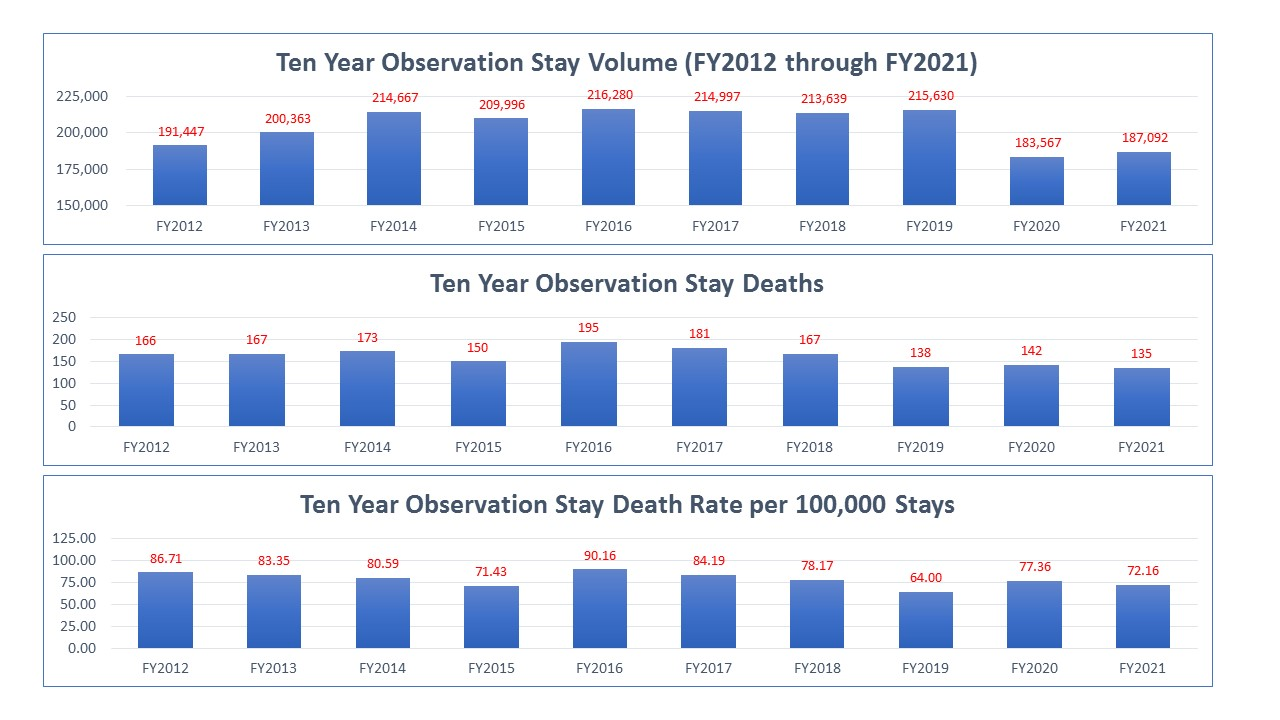 Ten Year Observation Stay Volume (FY2012 through FY2021)
225,000
200,000
175,000
150,000
191,447
200,363
214,667
209,996
216,280
214,997
213,639
215,630
183,567
187,092
FY2012
FY2013
FY2014
FY2015
FY2016
FY2017
FY2018
FY2019
FY2020
FY2021
Ten Year Observation Stay Deaths
250
200
150
100
50
0
166
167
173
150
195
181
167
138
142
135
FY2012
FY2013
FY2014
FY2015
FY2016
FY2017
FY2018
FY2019
FY2020
FY2021
Ten Year Observation Stay Death Rate per 100,000 Stays
125.00
100.00
75.00
50.00
25.00
0.00
86.71
83.35
80.59
71.43
90.16
84.19
78.17
64.00
77.36
72.16
FY2012
FY2013
FY2014
FY2015
FY2016
FY2017
FY2018
FY2019
FY2020
FY2021